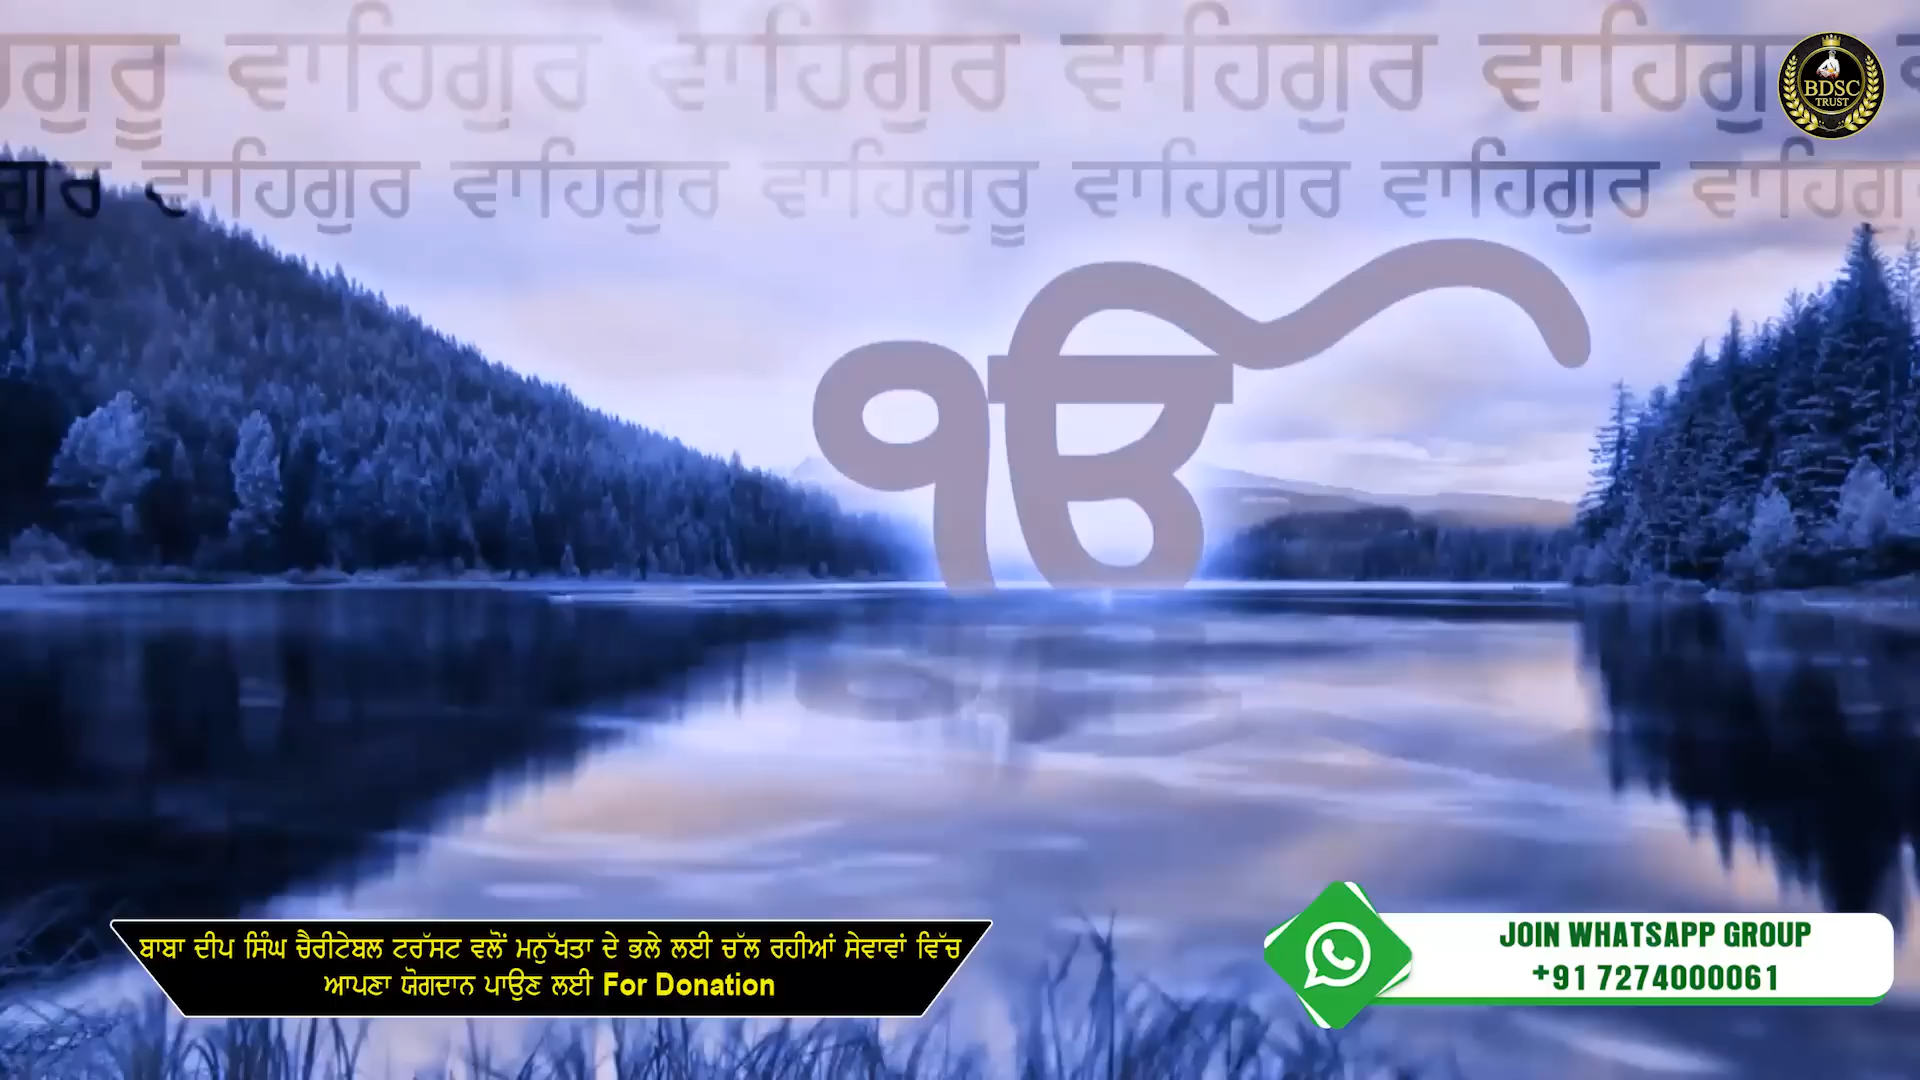 ਹਿਗੁਰੂ ਵਾਹਿਗੁਰ ਵਾਹਿਗੁਰ ਵਾਹਿਗੁਰ ਵਾਹਿਗੁ
ਗੁਰ ਵਾਹਿਗੁਰ ਵਾਹਿਗੁਰ ਵਾਹਿਗੁਰੂ ਵਾਹਿਗੁਰ ਵਾਹਿਗੁਰ ਵਾਹਿਗੁ
BDSC
TRUST
ੴ
ਬਾਬਾ ਦੀਪ ਸਿੰਘ ਚੈਰੀਟੇਬਲ ਟਰੱਸਟ ਵਲੋਂ ਮਨੁੱਖਤਾ ਦੇ ਭਲੇ ਲਈ ਚੱਲ ਰਹੀਆਂ ਸੇਵਾਵਾਂ ਵਿੱਚ
ਆਪਣਾ ਯੋਗਦਾਨ ਪਾਉਣ ਲਈ For Donation
JOIN WHATSAPP GROUP
+91 7274000061